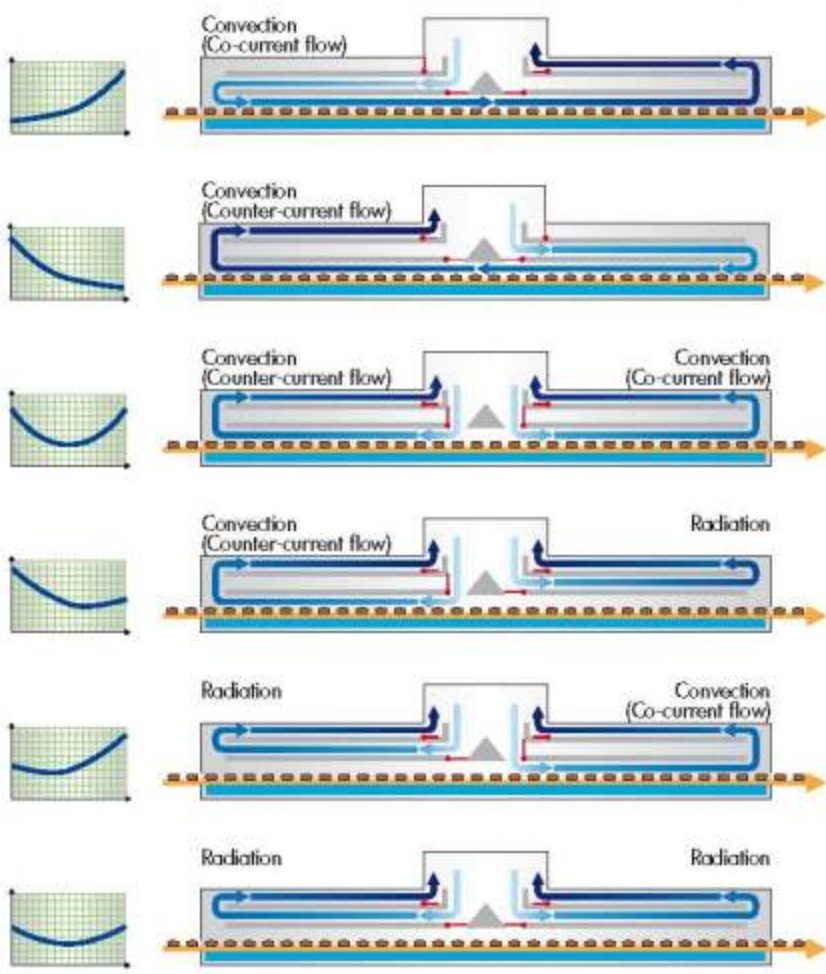 Convection
(Co-current flow)
Convection
(Counter-current flow)
Convection
(Counter-current flow)
Convection
(Co-current flow)
Convection
(Counter-current flow)
Radiation
Radiation
Convection
(Co-current flow)
Radiation
Radiation